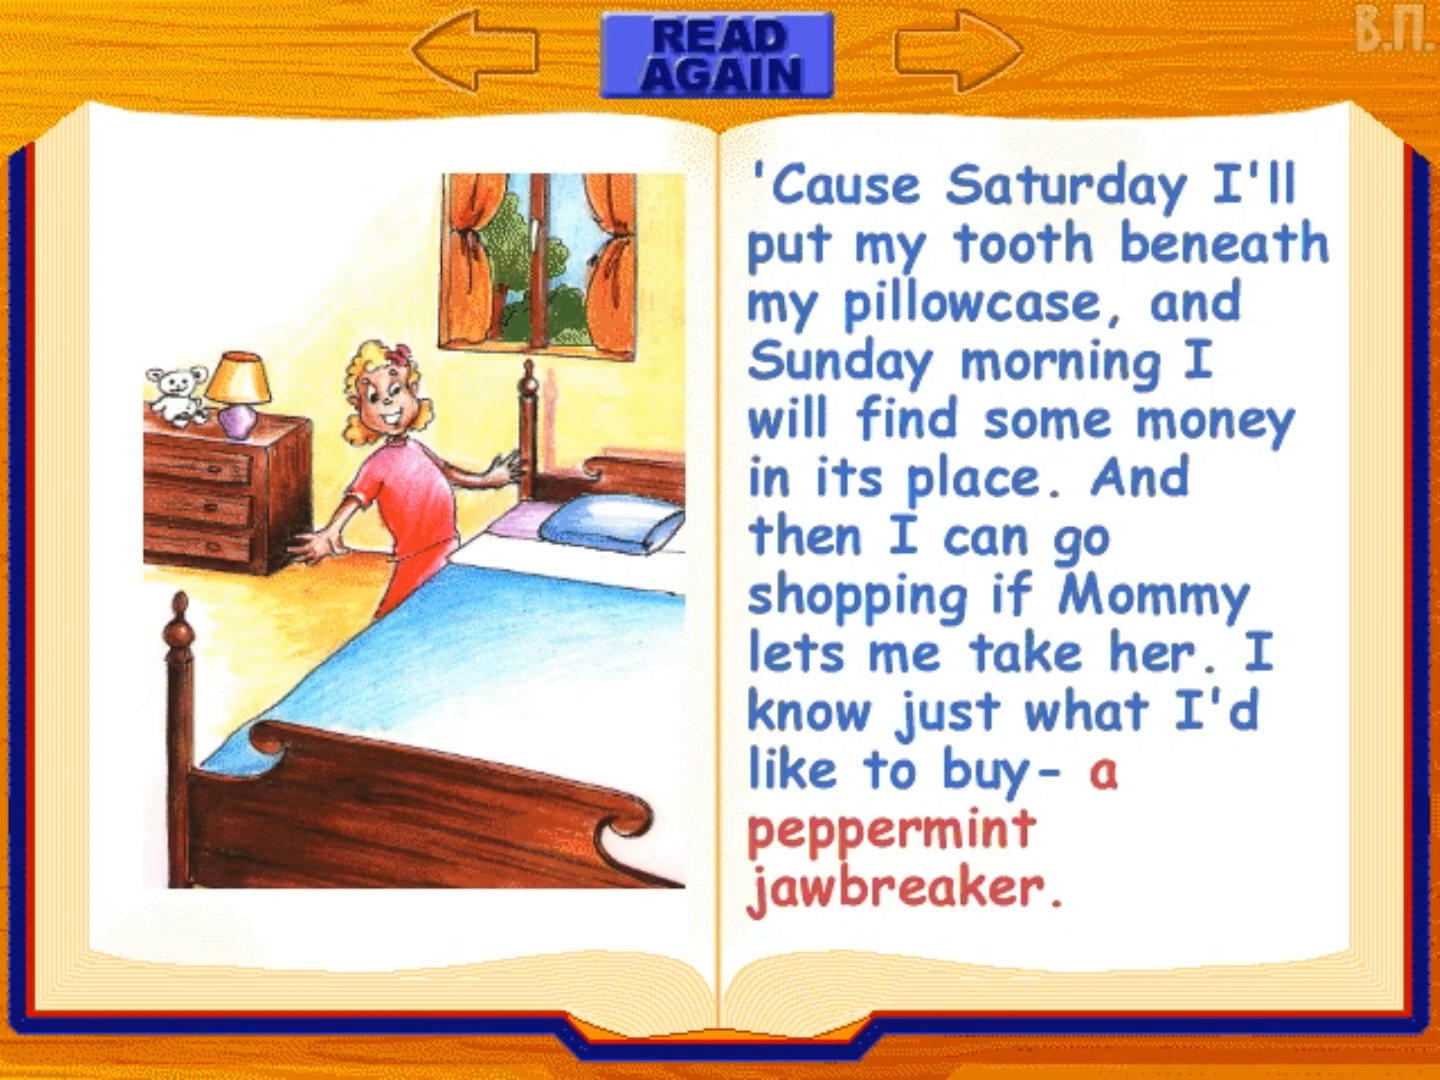 READ
AGAIN
В.П.
'Cause Saturday I'll
put my tooth beneath
my pillowcase, and
Sunday morning I
will find some money
in its place. And
then I can go
shopping if Mommy
lets me take her. I
know just what I'd
like to buy- a
peppermint
jawbreaker.